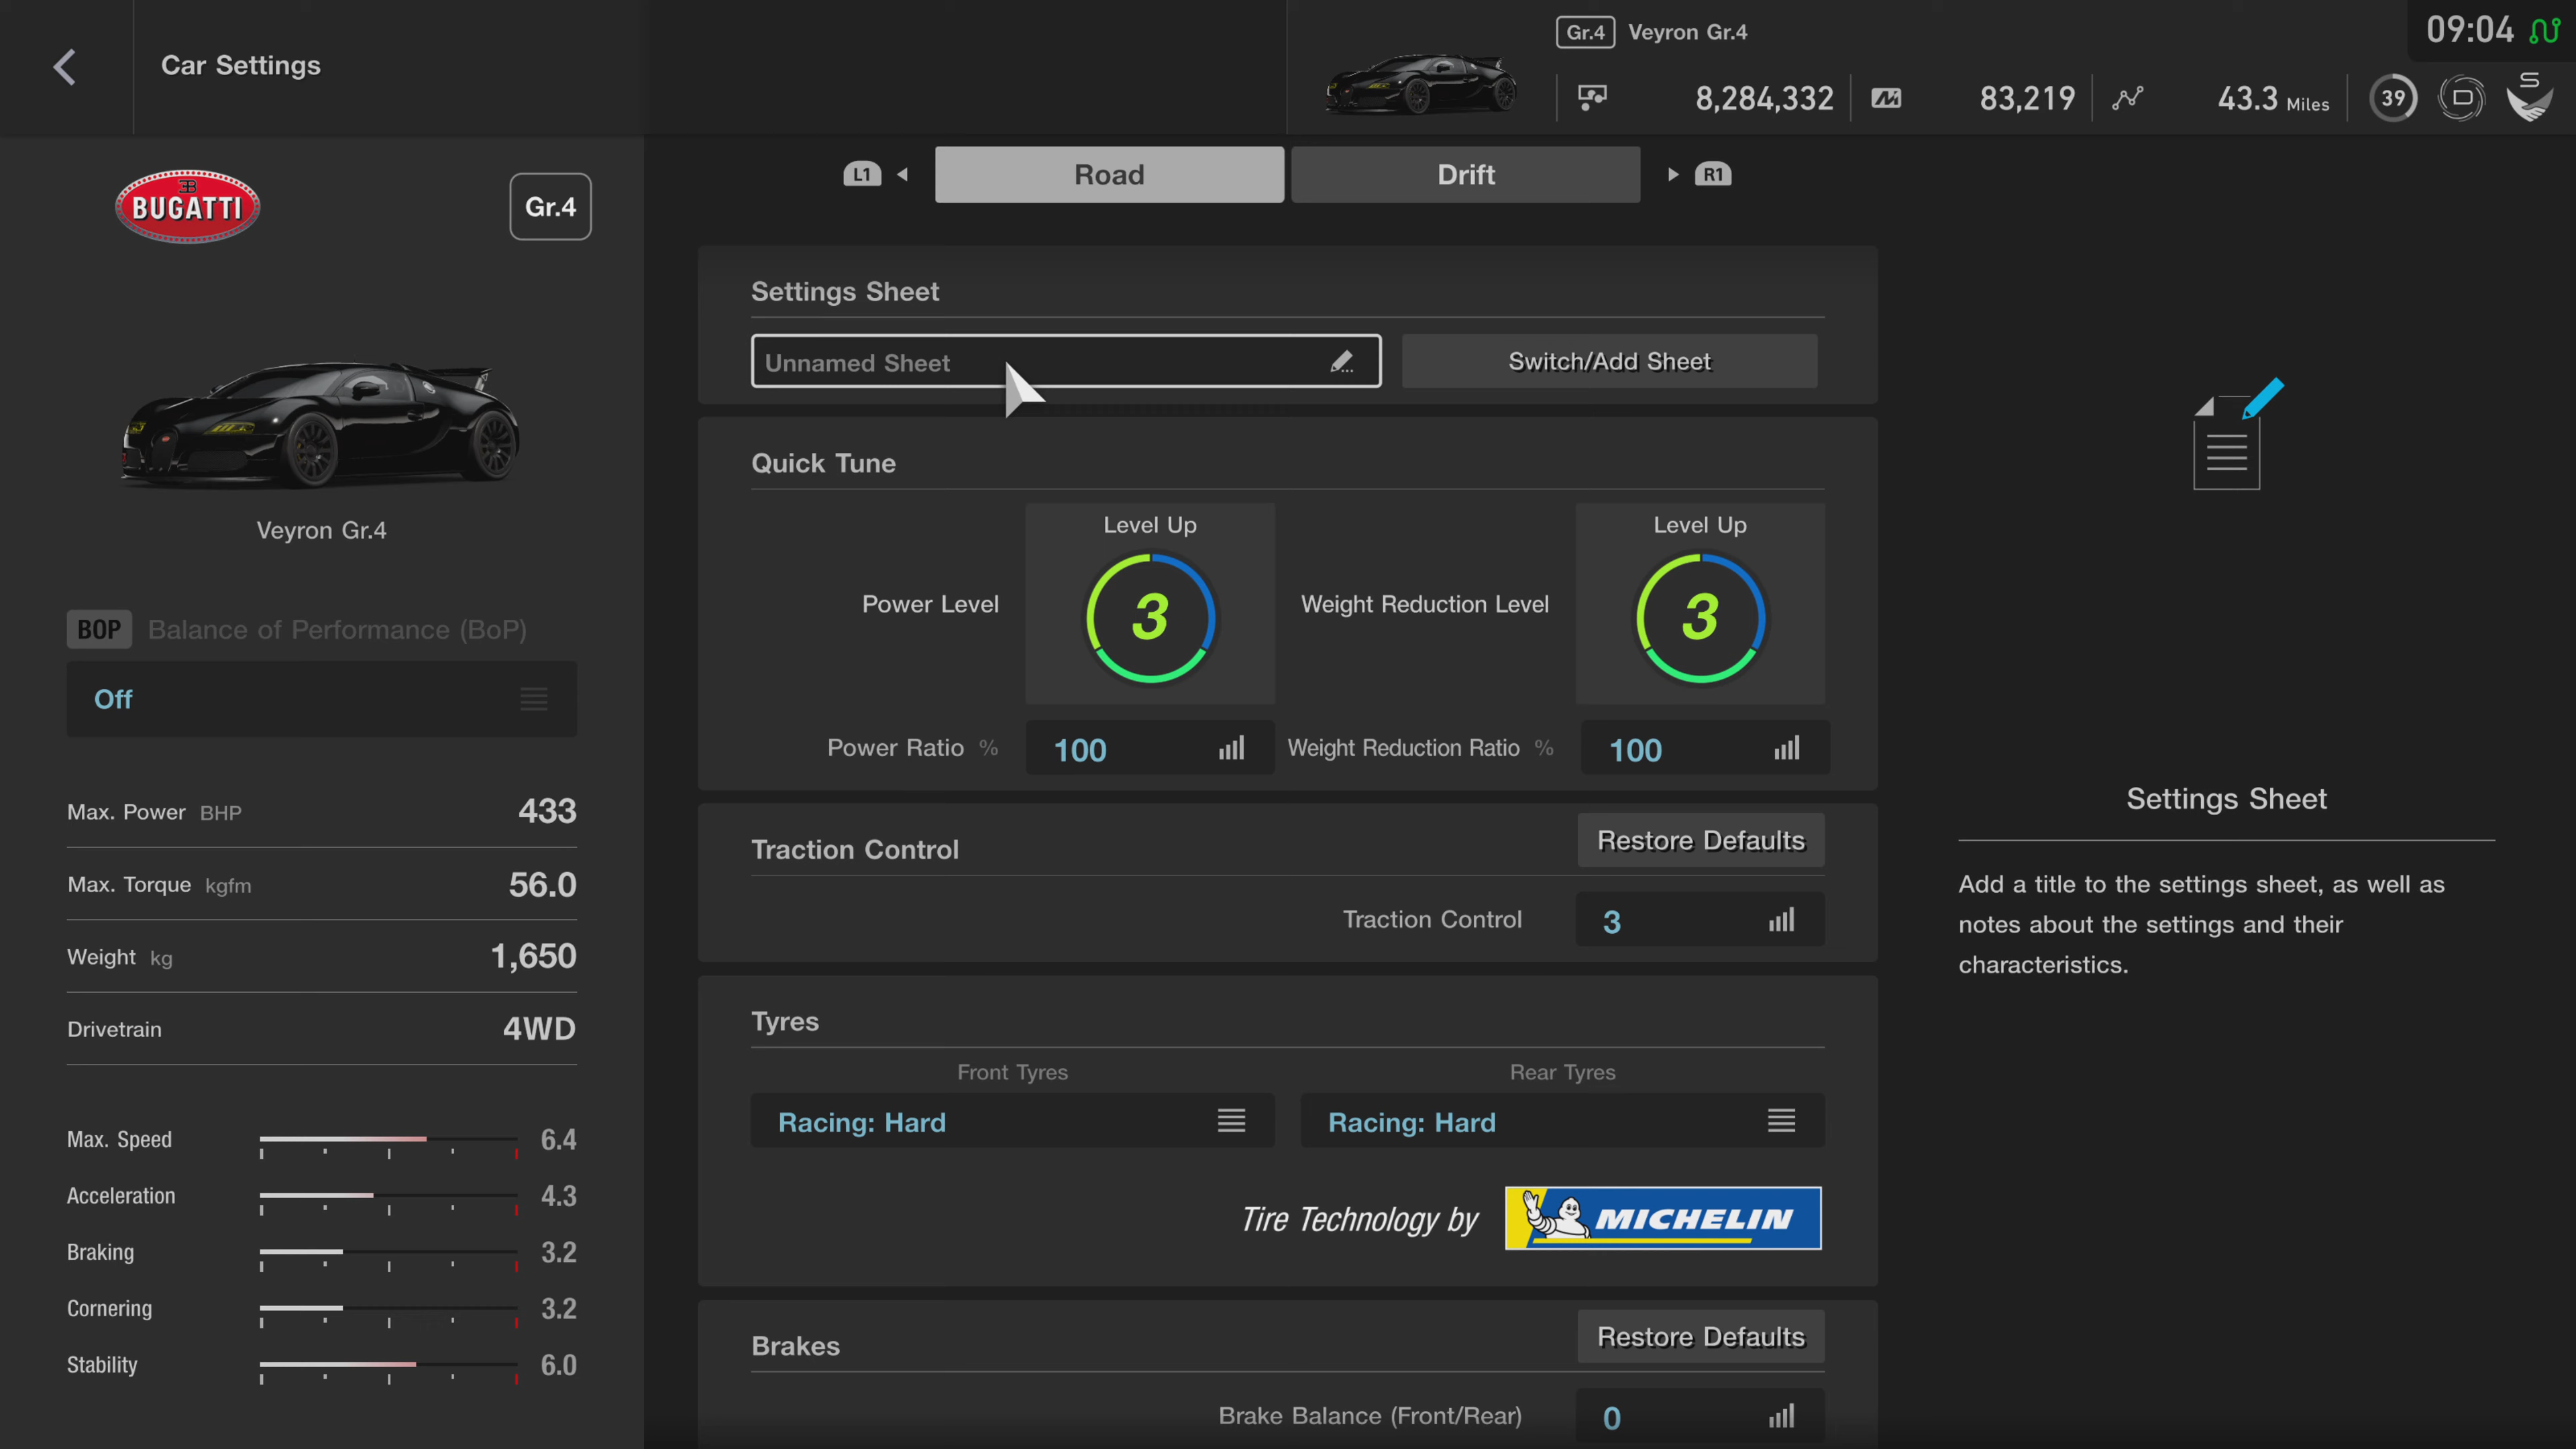 Car Settings
Gr.4 Veyron Gr.4
09:04
8,284,332
83,219
43.3 Miles
39
D
S
BUGATTI
Gr.4
Veyron Gr.4
BOP Balance of Performance (BoP)
Off
Max. Power BHP 433
Max. Torque kgfm 56.0
Weight kg 1,650
Drivetrain 4WD
Max. Speed 6.4
Acceleration 4.3
Braking 3.2
Cornering 3.2
Stability 6.0
L1 Road Drift R1
Settings Sheet
Unnamed Sheet
Switch/Add Sheet
Quick Tune
Level Up Level Up
Power Level 3 Weight Reduction Level 3
Power Ratio % 100 Weight Reduction Ratio % 100
Traction Control Restore Defaults
Traction Control 3
Tyres
Front Tyres Rear Tyres
Racing: Hard Racing: Hard
Tire Technology by MICHELIN
Brakes Restore Defaults
Brake Balance (Front/Rear) 0
Settings Sheet
Add a title to the settings sheet, as well as
notes about the settings and their
characteristics.